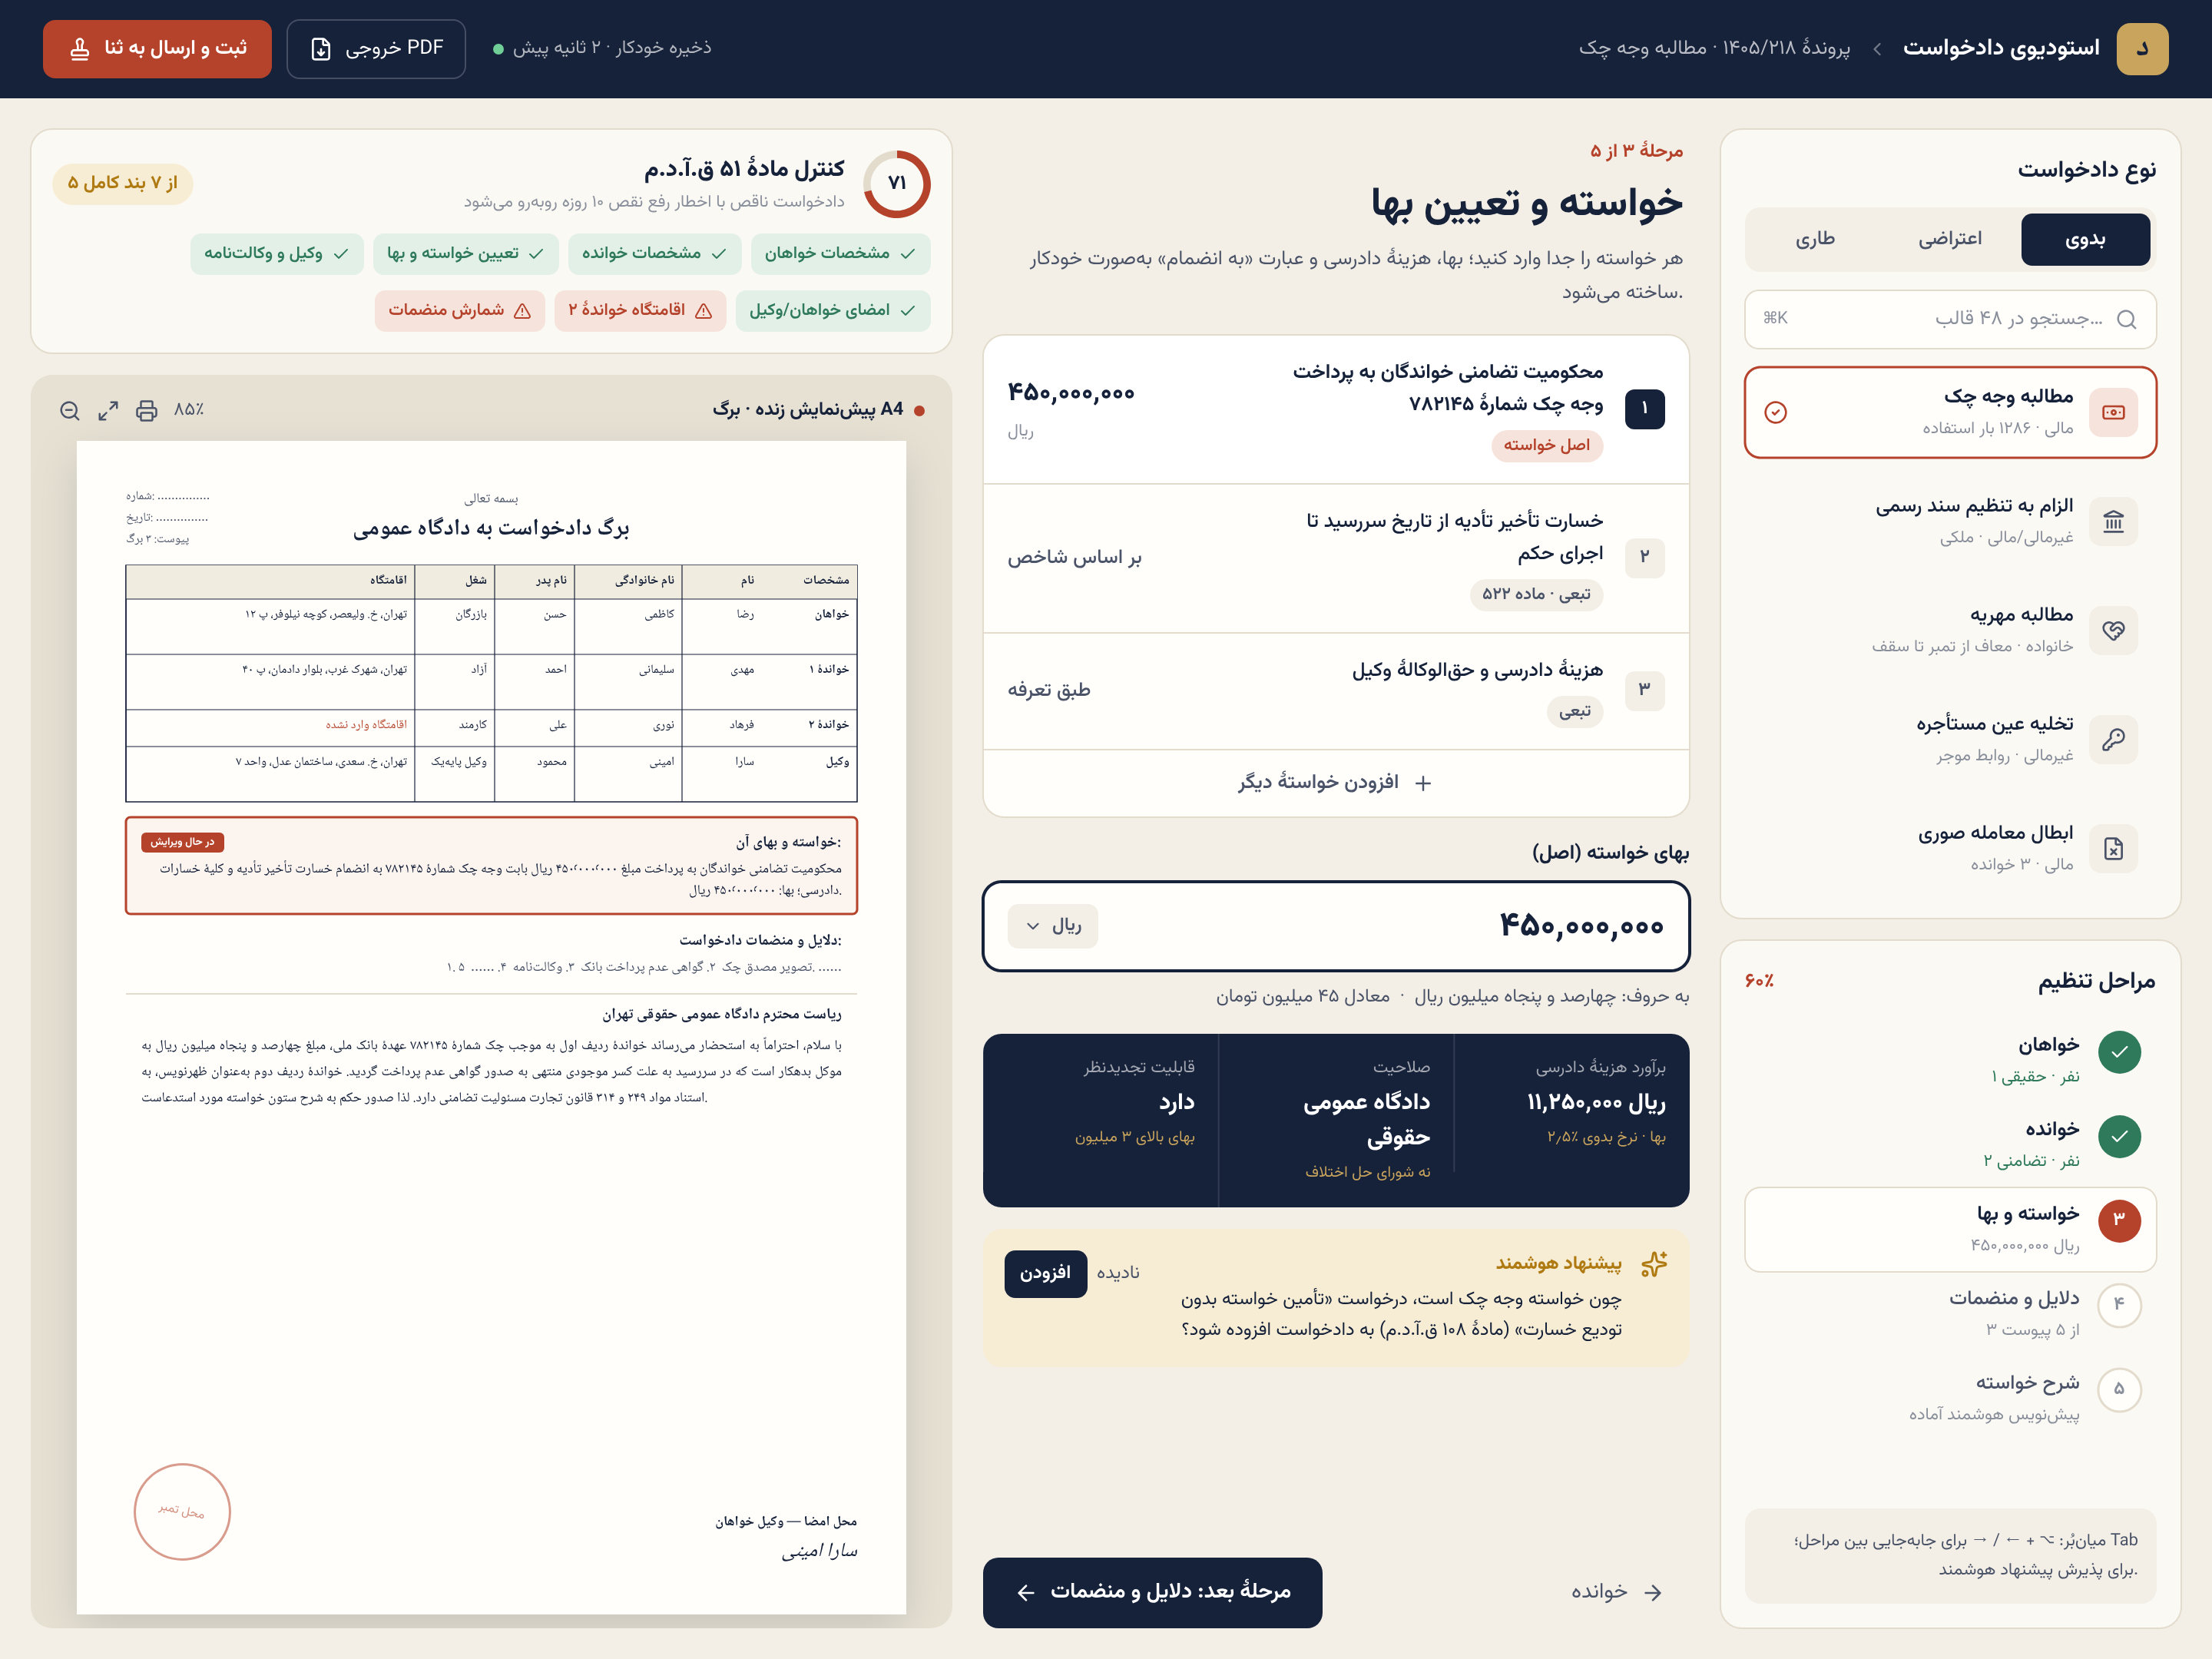 د
استودیوی دادخواست
پروندهٔ ۱۴۰۵/۲۱۸ · مطالبه وجه چک
ذخیره خودکار · ۲ ثانیه پیش
خروجی PDF
ثبت و ارسال به ثنا
نوع دادخواست
بدوی
اعتراضی
طاری
جستجو در ۴۸ قالب...
⌘K
مطالبه وجه چک
مالی · ۱۲۸۶ بار استفاده
الزام به تنظیم سند رسمی
غیرمالی/مالی · ملکی
مطالبه مهریه
خانواده · معاف از تمبر تا سقف
تخلیه عین مستأجره
غیرمالی · روابط موجر
ابطال معامله صوری
مالی · ۳ خوانده
مراحل تنظیم
۶۰٪
خواهان
۱ نفر · حقیقی
خوانده
۲ نفر · تضامنی
۳
خواسته و بها
۴۵۰,۰۰۰,۰۰۰ ریال
۴
دلایل و منضمات
۳ از ۵ پیوست
۵
شرح خواسته
پیش‌نویس هوشمند آماده
میان‌بُر: ⌥ + ← / → برای جابه‌جایی بین مراحل؛ Tab
برای پذیرش پیشنهاد هوشمند.
مرحلهٔ ۳ از ۵
خواسته و تعیین بها
هر خواسته را جدا وارد کنید؛ بها، هزینهٔ دادرسی و عبارت «به انضمام» به‌صورت خودکار
ساخته می‌شود.
۱
محکومیت تضامنی خواندگان به پرداخت
وجه چک شمارهٔ ۷۸۲۱۴۵
اصل خواسته
۴۵۰,۰۰۰,۰۰۰
ریال
۲
خسارت تأخیر تأدیه از تاریخ سررسید تا
اجرای حکم
تبعی · ماده ۵۲۲
بر اساس شاخص
۳
هزینهٔ دادرسی و حق‌الوکالهٔ وکیل
تبعی
طبق تعرفه
افزودن خواستهٔ دیگر
بهای خواسته (اصل)
۴۵۰,۰۰۰,۰۰۰
ریال
به حروف: چهارصد و پنجاه میلیون ریال · معادل ۴۵ میلیون تومان
برآورد هزینهٔ دادرسی
۱۱,۲۵۰,۰۰۰ ریال
۲٫۵٪ بها · نرخ بدوی
صلاحیت
دادگاه عمومی
حقوقی
نه شورای حل اختلاف
قابلیت تجدیدنظر
دارد
بهای بالای ۳ میلیون
پیشنهاد هوشمند
چون خواسته وجه چک است، درخواست «تأمین خواسته بدون
تودیع خسارت» (مادهٔ ۱۰۸ ق.آ.د.م) به دادخواست افزوده شود؟
نادیده
افزودن
خوانده
مرحلهٔ بعد: دلایل و منضمات
۷۱
کنترل مادهٔ ۵۱ ق.آ.د.م
دادخواست ناقص با اخطار رفع نقص ۱۰ روزه روبه‌رو می‌شود
۵ از ۷ بند کامل
مشخصات خواهان
مشخصات خوانده
تعیین خواسته و بها
وکیل و وکالت‌نامه
امضای خواهان/وکیل
اقامتگاه خواندهٔ ۲
شمارش منضمات
پیش‌نمایش زنده · برگ A4
۸۵٪
بسمه تعالی
برگ دادخواست به دادگاه عمومی
شماره: ...............
تاریخ: ...............
پیوست: ۳ برگ
مشخصات نام نام خانوادگی نام پدر شغل اقامتگاه
خواهان رضا کاظمی حسن بازرگان تهران، خ. ولیعصر، کوچه نیلوفر، پ ۱۲
خواندهٔ ۱ مهدی سلیمانی احمد آزاد تهران، شهرک غرب، بلوار دادمان، پ ۴۰
خواندهٔ ۲ فرهاد نوری علی کارمند اقامتگاه وارد نشده
وکیل سارا امینی محمود وکیل پایه‌یک تهران، خ. سعدی، ساختمان عدل، واحد ۷
خواسته و بهای آن:
در حال ویرایش
محکومیت تضامنی خواندگان به پرداخت مبلغ ۴۵۰٬۰۰۰٬۰۰۰ ریال بابت وجه چک شمارهٔ ۷۸۲۱۴۵ به انضمام خسارت تأخیر تأدیه و کلیهٔ خسارات
دادرسی؛ بها: ۴۵۰٬۰۰۰٬۰۰۰ ریال.
دلایل و منضمات دادخواست:
۱. تصویر مصدق چک ۲. گواهی عدم پرداخت بانک ۳. وکالت‌نامه ۴. ...... ۵. ......
ریاست محترم دادگاه عمومی حقوقی تهران
با سلام، احتراماً به استحضار می‌رساند خواندهٔ ردیف اول به موجب چک شمارهٔ ۷۸۲۱۴۵ عهدهٔ بانک ملی، مبلغ چهارصد و پنجاه میلیون ریال به
موکل بدهکار است که در سررسید به علت کسر موجودی منتهی به صدور گواهی عدم پرداخت گردید. خواندهٔ ردیف دوم به‌عنوان ظهرنویس، به
استناد مواد ۲۴۹ و ۳۱۴ قانون تجارت مسئولیت تضامنی دارد. لذا صدور حکم به شرح ستون خواسته مورد استدعاست.
محل امضا — وکیل خواهان
سارا امینی
محل تمبر